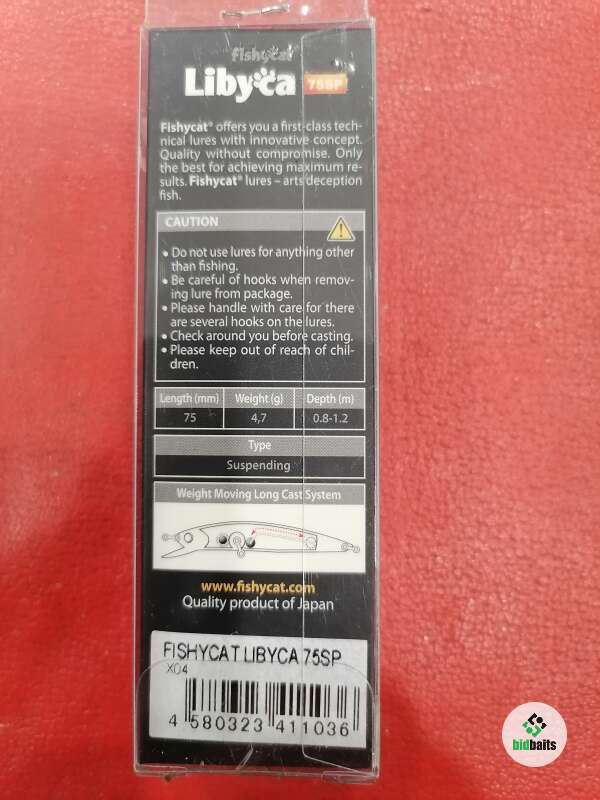 fishycat®
Libyca 75SP
Fishycat® offers you a first-class tech-
nical lures with innovative concept.
Quality without compromise. Only
the best for achieving maximum re-
sults. Fishycat® lures – arts deception
fish.
CAUTION
• Do not use lures for anything other
than fishing.
• Be careful of hooks when remov-
ing lure from package.
• Please handle with care for there
are several hooks on the lures.
• Check around you before casting.
• Please keep out of reach of chil-
dren.
Length (mm) Weight (g) Depth (m)
75 4,7 0.8-1.2
Type
Suspending
Weight Moving Long Cast System
www.fishycat.com
Quality product of Japan
FISHYCAT LIBYCA 75SP
X04
4 580323 411036
bidbaits